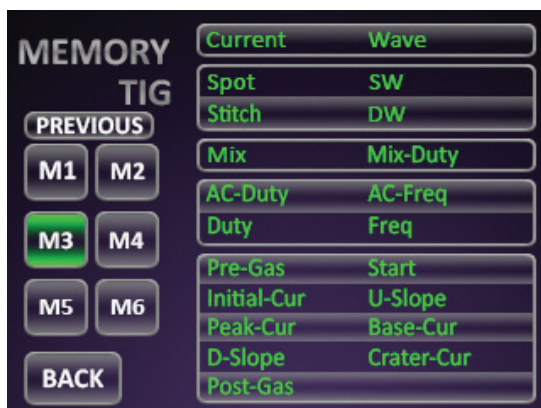 MEMORY
TIG
PREVIOUS
M1 M2
M3 M4
M5 M6
BACK
Current Wave
Spot SW
Stitch DW
Mix Mix-Duty
AC-Duty AC-Freq
Duty Freq
Pre-Gas Start
Initial-Cur U-Slope
Peak-Cur Base-Cur
D-Slope Crater-Cur
Post-Gas